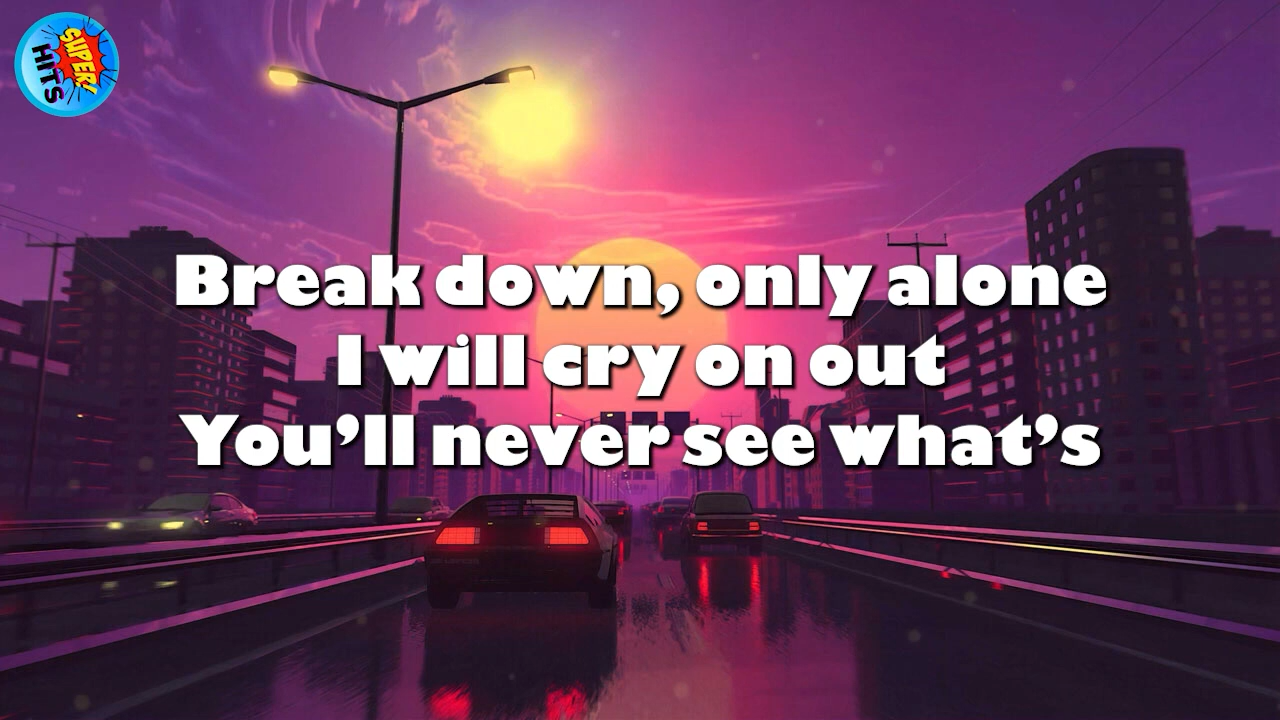 SUPER!
HITS
Break down, only alone
I will cry on out
You’ll never see what’s